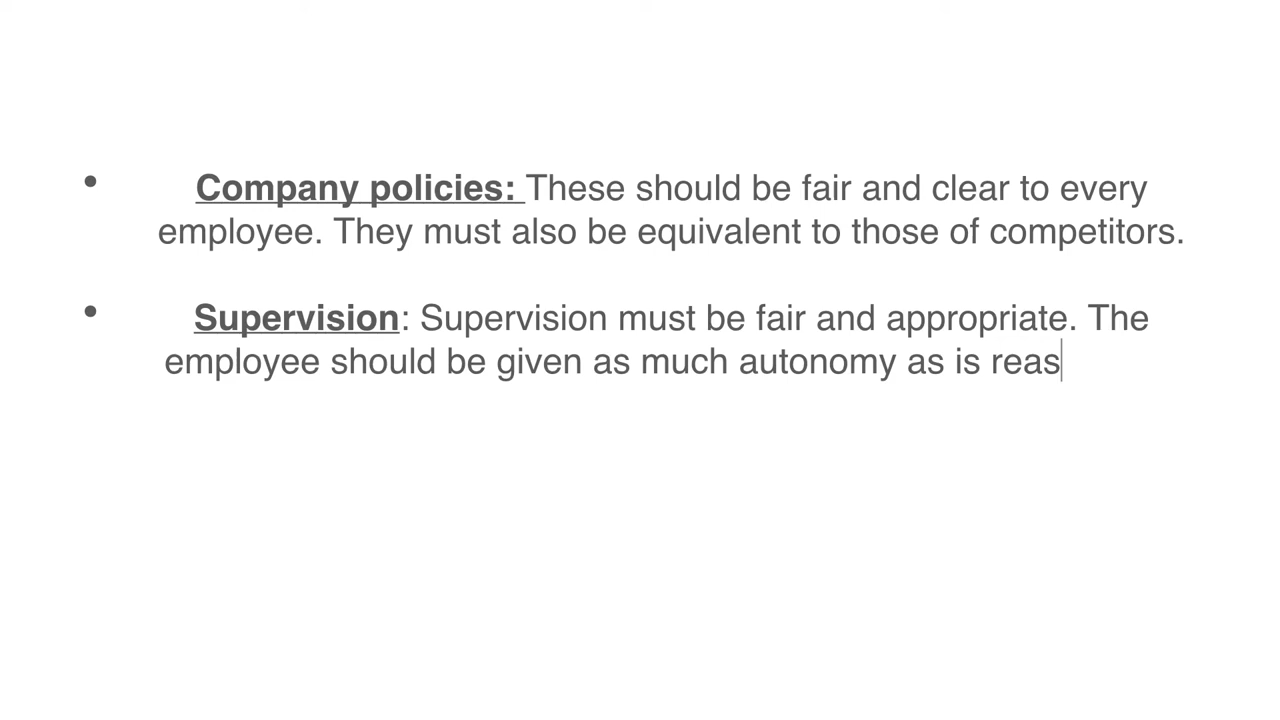 • Company policies: These should be fair and clear to every
employee. They must also be equivalent to those of competitors.
• Supervision: Supervision must be fair and appropriate. The
employee should be given as much autonomy as is reas